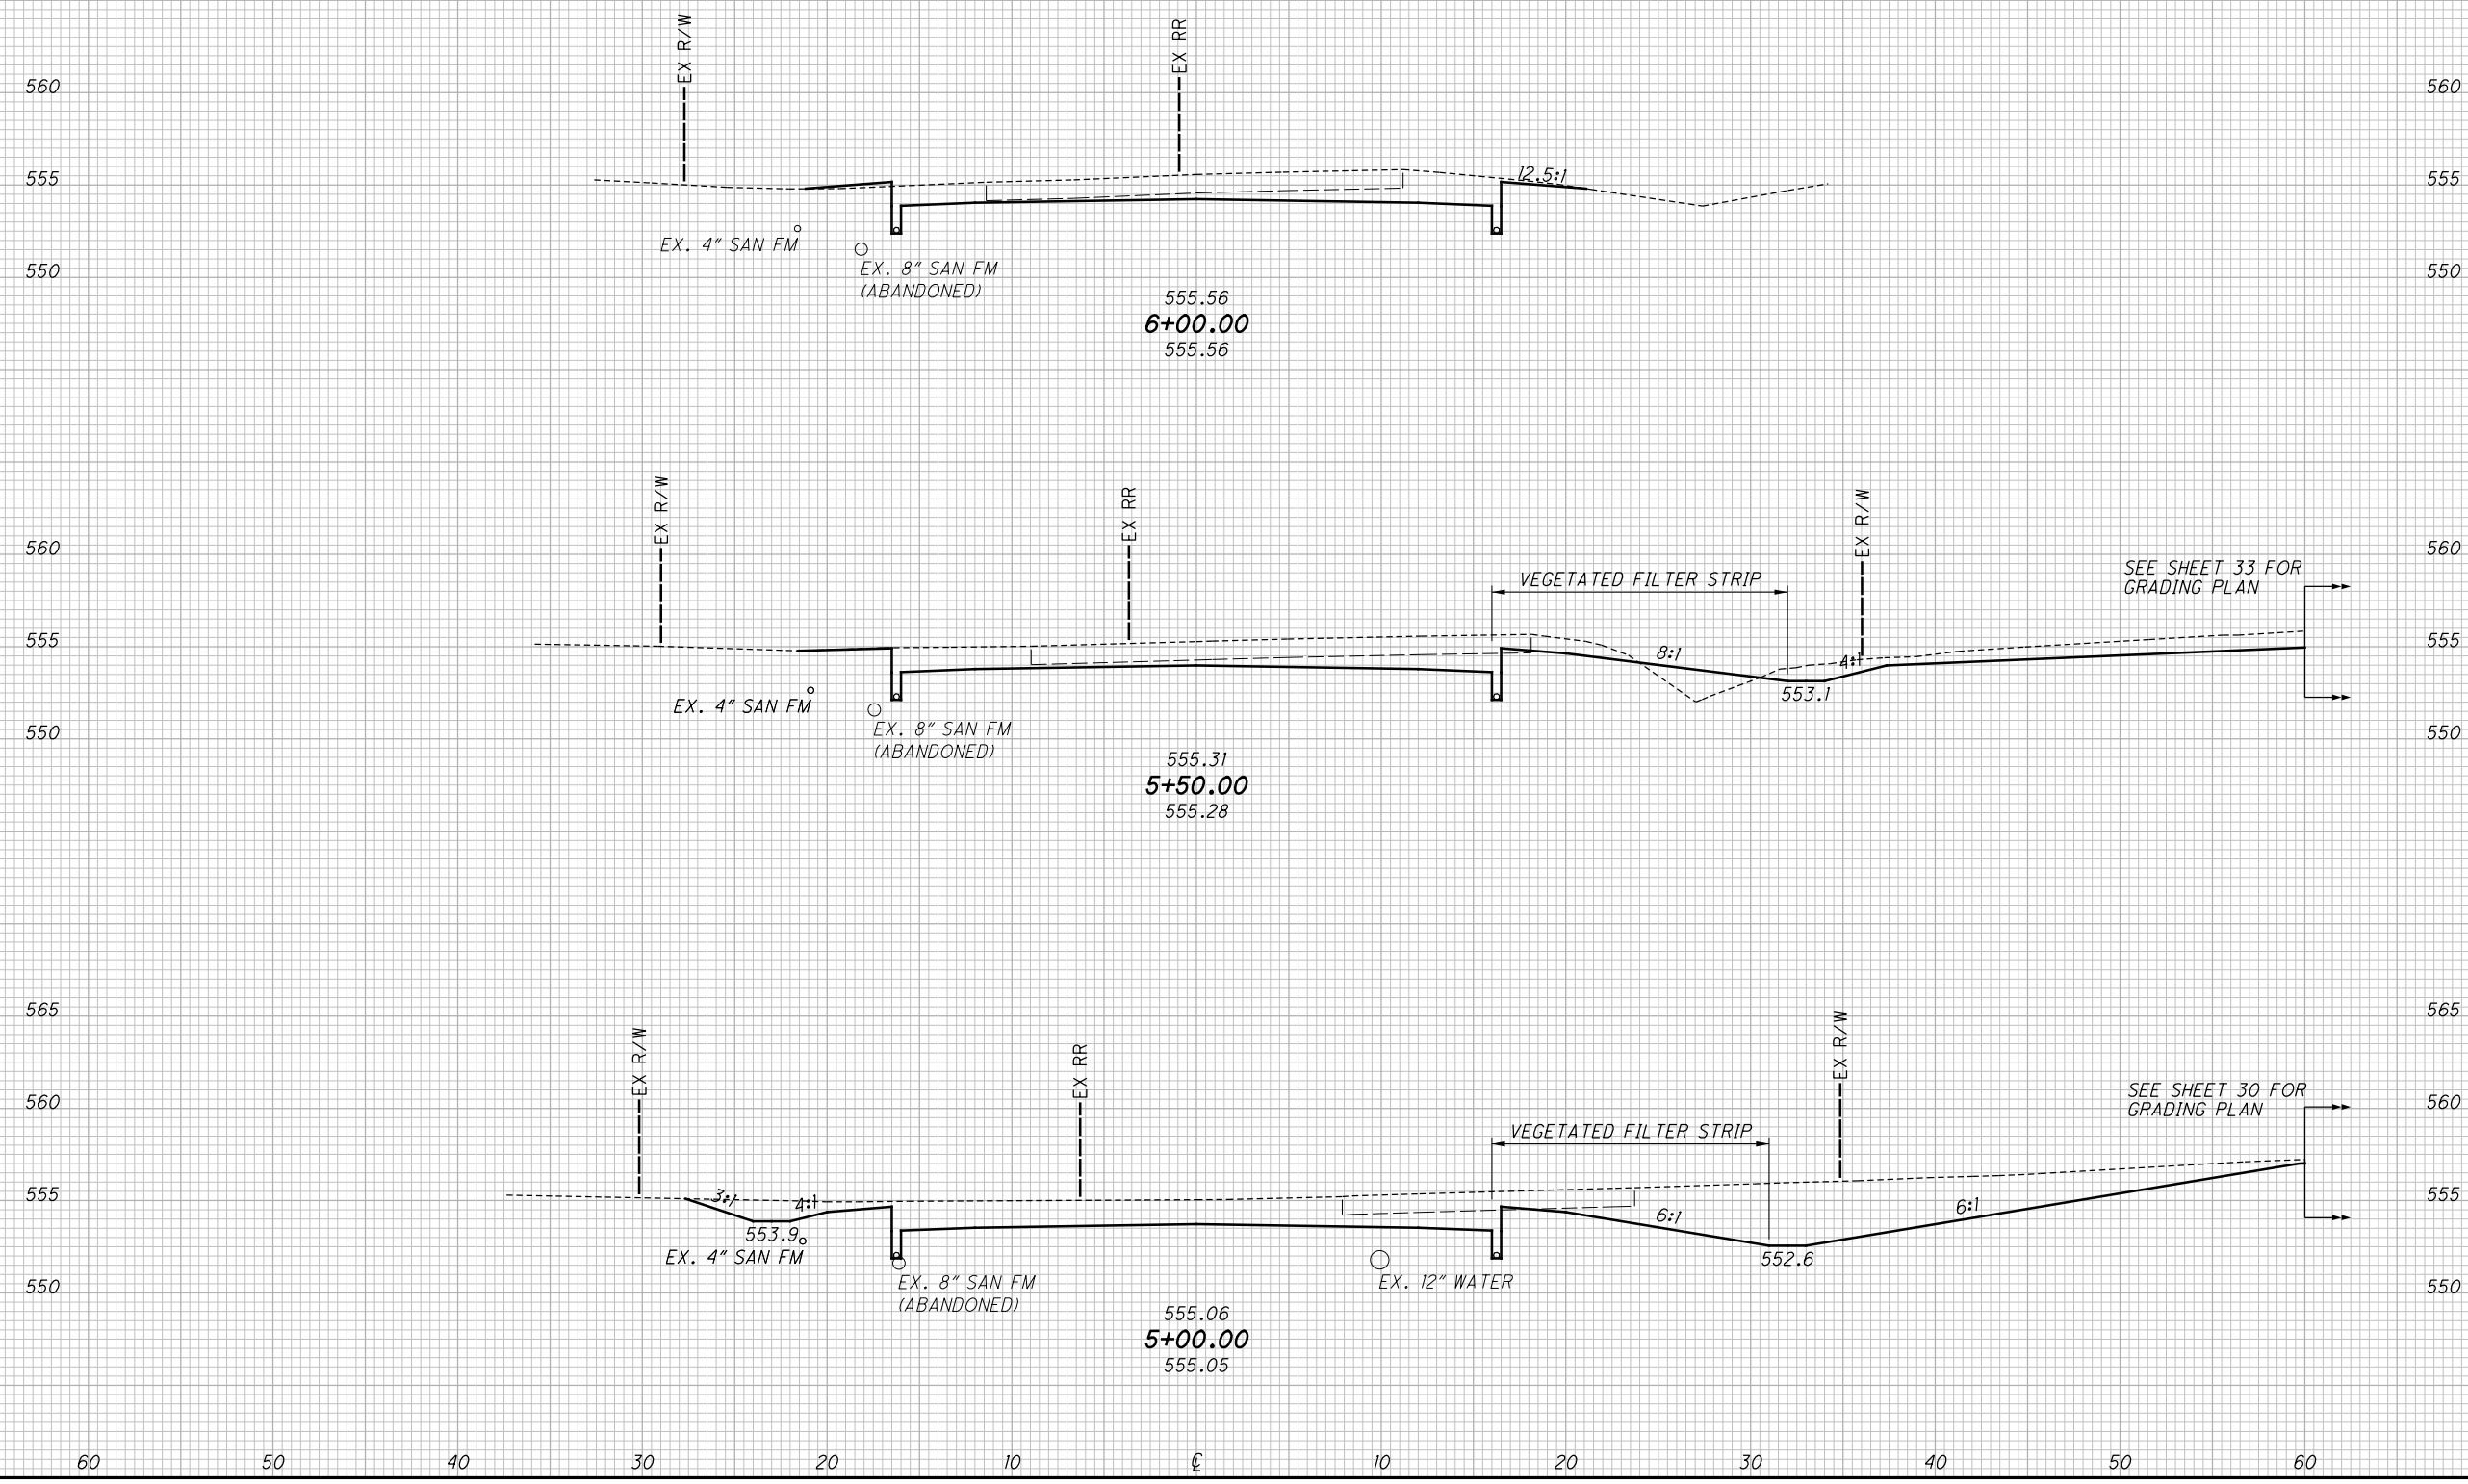 EX R/W
EX RR
560
560
555
12.5:1
555
EX. 4" SAN FM
550
EX. 8" SAN FM
(ABANDONED)
550
555.56
6+00.00
555.56
EX R/W
EX RR
EX R/W
560
560
SEE SHEET 33 FOR
GRADING PLAN
VEGETATED FILTER STRIP
555
8:1
4:1
555
553.1
EX. 4" SAN FM
550
EX. 8" SAN FM
(ABANDONED)
550
555.31
5+50.00
555.28
565
565
EX R/W
EX RR
EX R/W
560
560
SEE SHEET 30 FOR
GRADING PLAN
VEGETATED FILTER STRIP
555
3:1
4:1
6:1
6:1
555
553.9
EX. 4" SAN FM
552.6
550
EX. 8" SAN FM
(ABANDONED)
EX. 12" WATER
550
555.06
5+00.00
555.05
60 50 40 30 20 10 ℄ 10 20 30 40 50 60